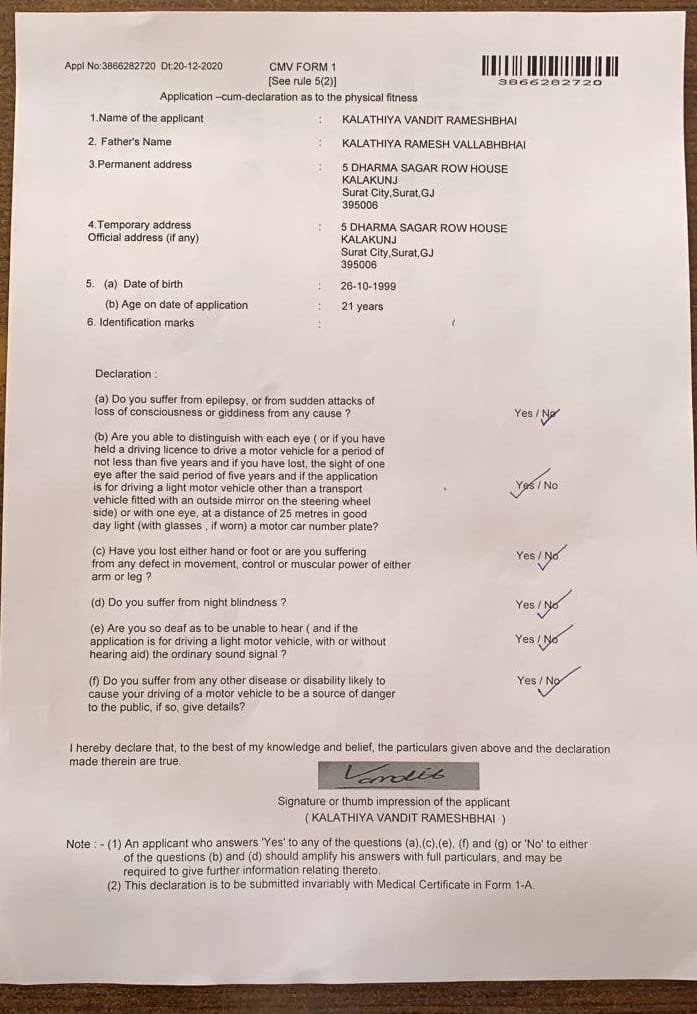 Appl No:3866282720 Dt:20-12-2020
CMV FORM 1
[See rule 5(2)]
3866282720
Application –cum-declaration as to the physical fitness
1.Name of the applicant : KALATHIYA VANDIT RAMESHBHAI
2. Father's Name : KALATHIYA RAMESH VALLABHBHAI
3.Permanent address : 5 DHARMA SAGAR ROW HOUSE
KALAKUNJ
Surat City,Surat,GJ
395006
4.Temporary address : 5 DHARMA SAGAR ROW HOUSE
Official address (if any) KALAKUNJ
Surat City,Surat,GJ
395006
5. (a) Date of birth : 26-10-1999
(b) Age on date of application : 21 years
6. Identification marks :
Declaration :
(a) Do you suffer from epilepsy, or from sudden attacks of
loss of consciousness or giddiness from any cause ? Yes / No
(b) Are you able to distinguish with each eye ( or if you have
held a driving licence to drive a motor vehicle for a period of
not less than five years and if you have lost, the sight of one
eye after the said period of five years and if the application
is for driving a light motor vehicle other than a transport Yes / No
vehicle fitted with an outside mirror on the steering wheel
side) or with one eye, at a distance of 25 metres in good
day light (with glasses , if worn) a motor car number plate?
(c) Have you lost either hand or foot or are you suffering Yes / No
from any defect in movement, control or muscular power of either
arm or leg ?
(d) Do you suffer from night blindness ? Yes / No
(e) Are you so deaf as to be unable to hear ( and if the
application is for driving a light motor vehicle, with or without Yes / No
hearing aid) the ordinary sound signal ?
(f) Do you suffer from any other disease or disability likely to Yes / No
cause your driving of a motor vehicle to be a source of danger
to the public, if so, give details?
I hereby declare that, to the best of my knowledge and belief, the particulars given above and the declaration
made therein are true.
Vandit
Signature or thumb impression of the applicant
( KALATHIYA VANDIT RAMESHBHAI )
Note : - (1) An applicant who answers 'Yes' to any of the questions (a),(c),(e), (f) and (g) or 'No' to either
of the questions (b) and (d) should amplify his answers with full particulars, and may be
required to give further information relating thereto.
(2) This declaration is to be submitted invariably with Medical Certificate in Form 1-A.